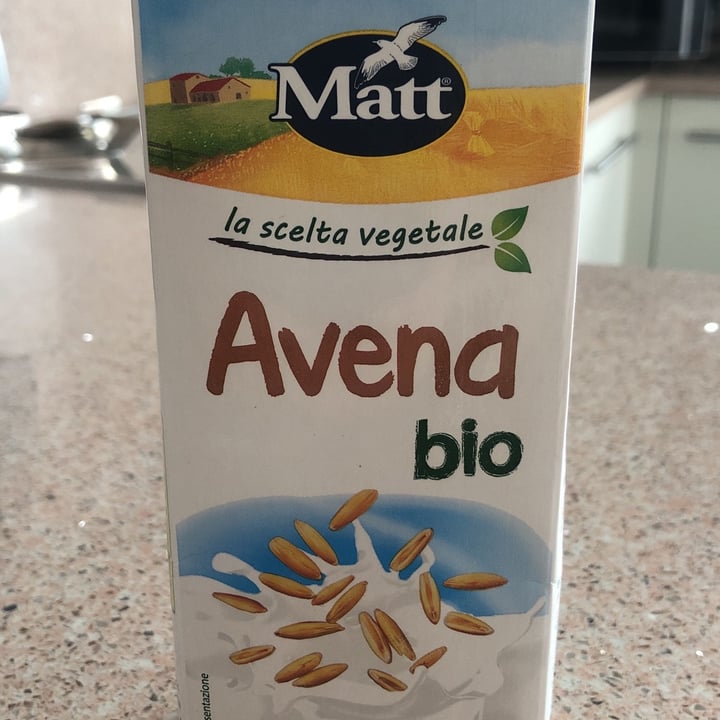 Matt®
la scelta vegetale
Avena
bio